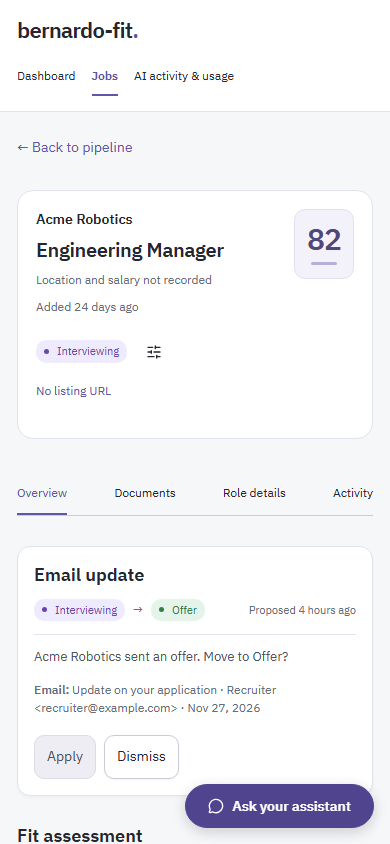 bernardo-fit.
Dashboard Jobs AI activity & usage
← Back to pipeline
Acme Robotics
82
Engineering Manager
Location and salary not recorded
Added 24 days ago
Interviewing
No listing URL
Overview Documents Role details Activity
Email update
Interviewing → Offer Proposed 4 hours ago
Acme Robotics sent an offer. Move to Offer?
Email: Update on your application · Recruiter
<recruiter@example.com> · Nov 27, 2026
Apply Dismiss
Ask your assistant
Fit assessment